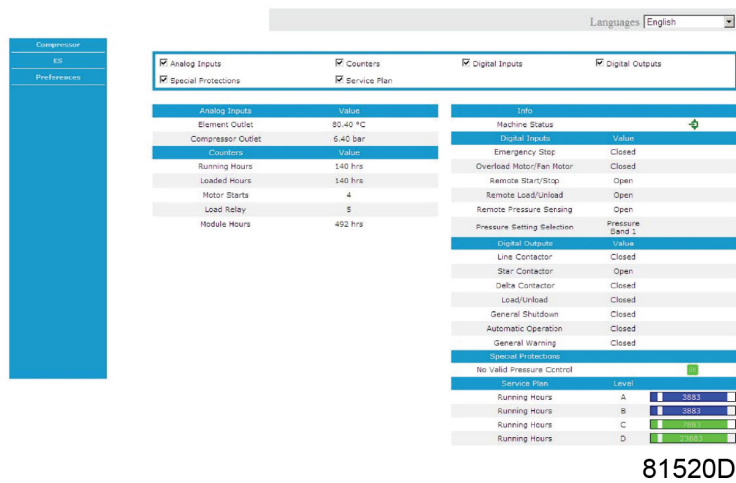 Languages English
Compressor
ES
Preferences
Analog Inputs Counters Digital Inputs Digital Outputs
Special Protections Service Plan
Analog Inputs Value
Element Outlet 80.40 °C
Compressor Outlet 6.40 bar
Counters Value
Running Hours 140 hrs
Loaded Hours 140 hrs
Motor Starts 4
Load Relay 5
Module Hours 492 hrs
Info
Machine Status
Digital Inputs Value
Emergency Stop Closed
Overload Motor/Fan Motor Closed
Remote Start/Stop Open
Remote Load/Unload Open
Remote Pressure Sensing Open
Pressure Setting Selection Pressure Band 1
Digital Outputs Value
Line Contactor Closed
Star Contactor Open
Delta Contactor Closed
Load/Unload Closed
General Shutdown Closed
Automatic Operation Closed
General Warning Closed
Special Protections
No Valid Pressure Control
Service Plan Level
Running Hours A 3883
Running Hours B 3883
Running Hours C 7883
Running Hours D 23883
81520D